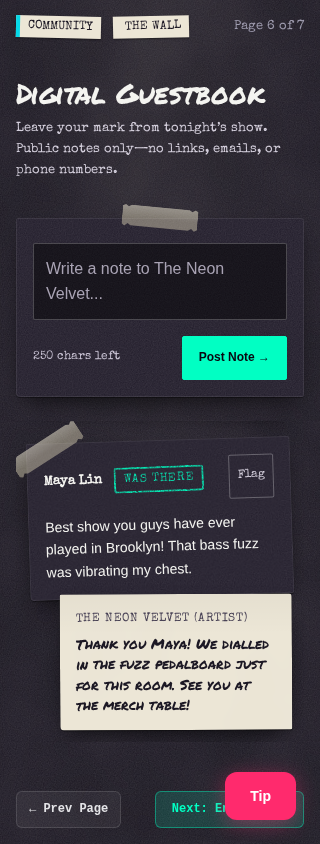 COMMUNITY THE WALL Page 6 of 7
Digital Guestbook
Leave your mark from tonight's show.
Public notes only—no links, emails, or
phone numbers.
Write a note to The Neon
Velvet...
250 chars left
Post Note →
Maya Lin WAS THERE Flag
Best show you guys have ever
played in Brooklyn! That bass fuzz
was vibrating my chest.
THE NEON VELVET (ARTIST)
Thank you Maya! We dialled
in the fuzz pedalboard just
for this room. See you at
the merch table!
← Prev Page Next:
Tip